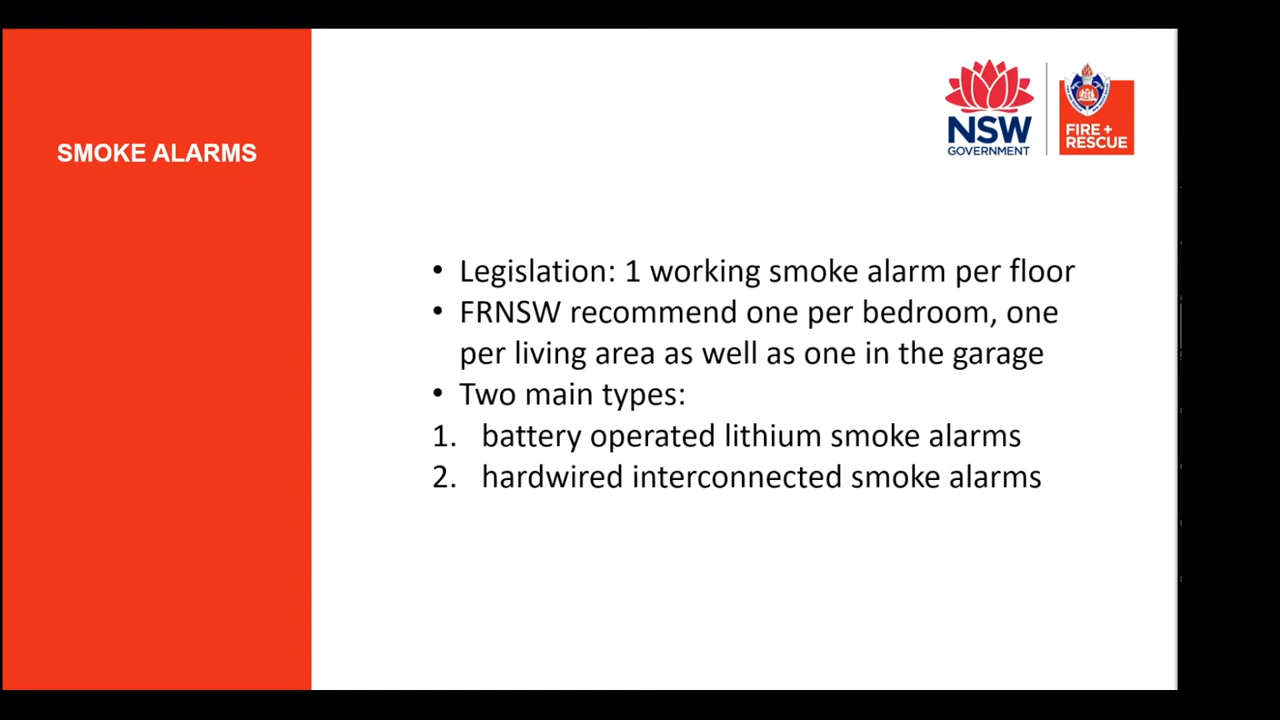 SMOKE ALARMS
NSW
GOVERNMENT
FIRE+
RESCUE
• Legislation: 1 working smoke alarm per floor
• FRNSW recommend one per bedroom, one
per living area as well as one in the garage
• Two main types:
1. battery operated lithium smoke alarms
2. hardwired interconnected smoke alarms